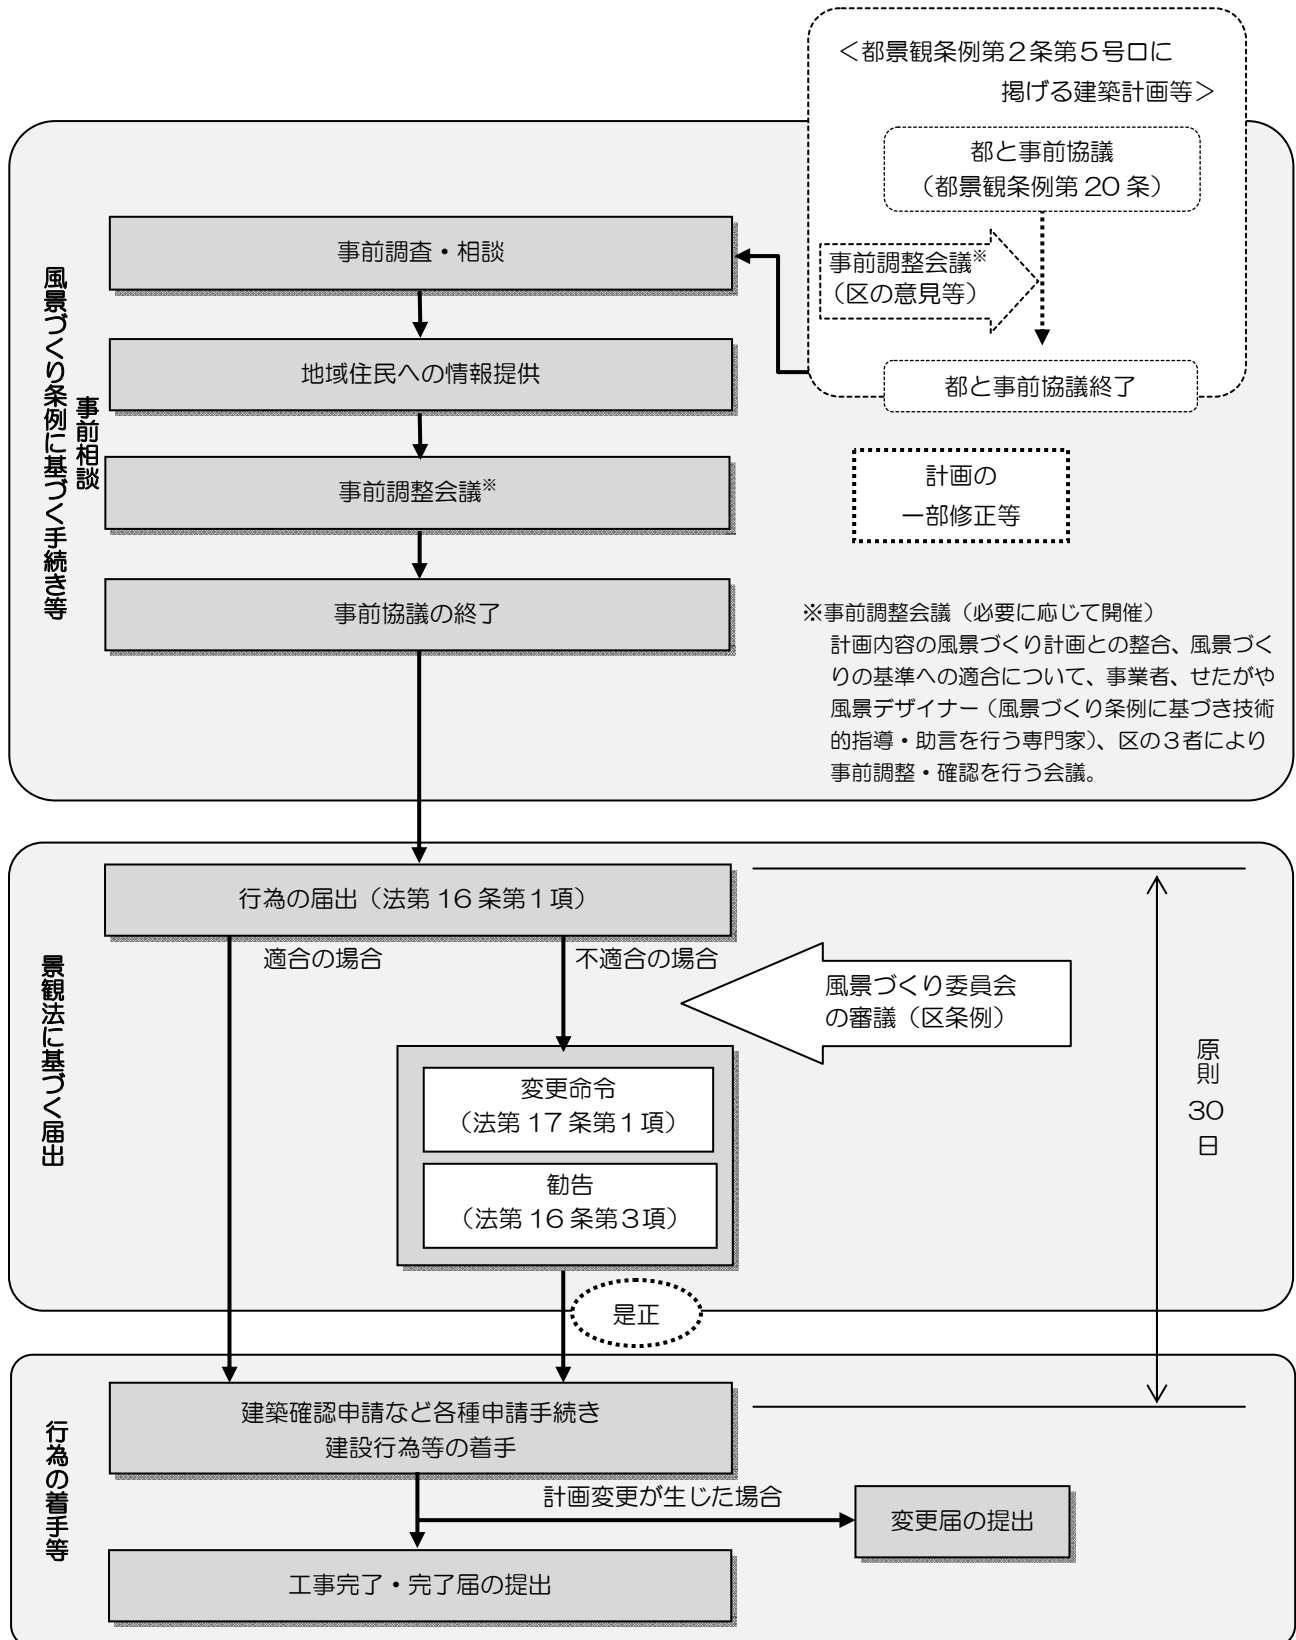 ＜都景観条例第２条第５号ロに
掲げる建築計画等＞
都と事前協議
（都景観条例第 20 条）
事前調整会議※
（区の意見等）
都と事前協議終了
風景づくり条例に基づく手続き等
事前相談
事前調査・相談
地域住民への情報提供
事前調整会議※
事前協議の終了
計画の
一部修正等
※事前調整会議（必要に応じて開催）
計画内容の風景づくり計画との整合、風景づく
りの基準への適合について、事業者、せたがや
風景デザイナー（風景づくり条例に基づき技術
的指導・助言を行う専門家）、区の３者により
事前調整・確認を行う会議。
景観法に基づく届出
行為の届出（法第 16 条第１項）
適合の場合
不適合の場合
風景づくり委員会
の審議（区条例）
変更命令
（法第 17 条第１項）
勧告
（法第 16 条第３項）
是正
原則
30
日
行為の着手等
建築確認申請など各種申請手続き
建設行為等の着手
計画変更が生じた場合
変更届の提出
工事完了・完了届の提出